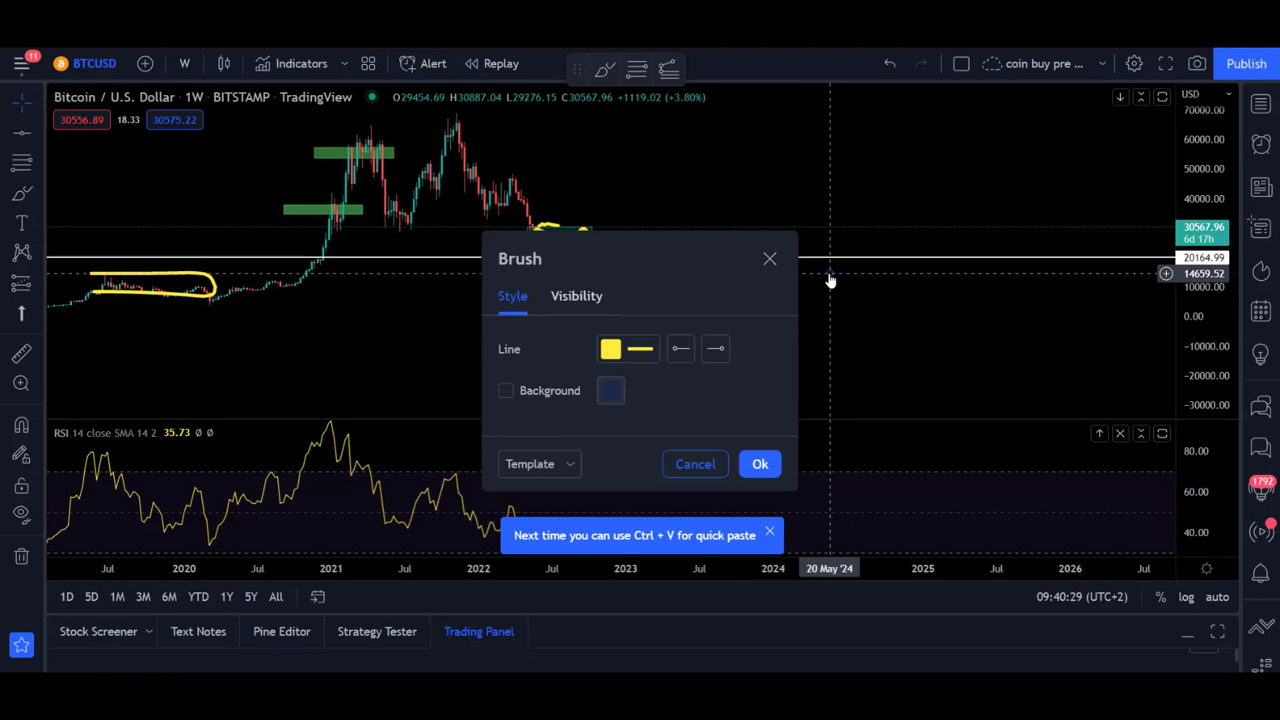 11
BTCUSD
W
Indicators
Alert
Replay
coin buy pre ...
Publish
Bitcoin / U.S. Dollar · 1W · BITSTAMP · TradingView
O29454.69 H30887.04 L29276.15 C30567.96 +1119.02 (+3.80%)
USD
30556.89
18.33
30575.22
70000.00
60000.00
50000.00
40000.00
30567.96
6d 17h
20164.99
14659.52
10000.00
0.00
−10000.00
−20000.00
−30000.00
Brush
Style
Visibility
Line
Background
Template
Cancel
Ok
Next time you can use Ctrl + V for quick paste
RSI 14 close SMA 14 2 35.73 Ø Ø
80.00
60.00
40.00
1792
Jul
2020
Jul
2021
Jul
2022
Jul
2023
Jul
2024
20 May '24
2025
Jul
2026
Jul
1D
5D
1M
3M
6M
YTD
1Y
5Y
All
09:40:29 (UTC+2)
%
log
auto
Stock Screener
Text Notes
Pine Editor
Strategy Tester
Trading Panel